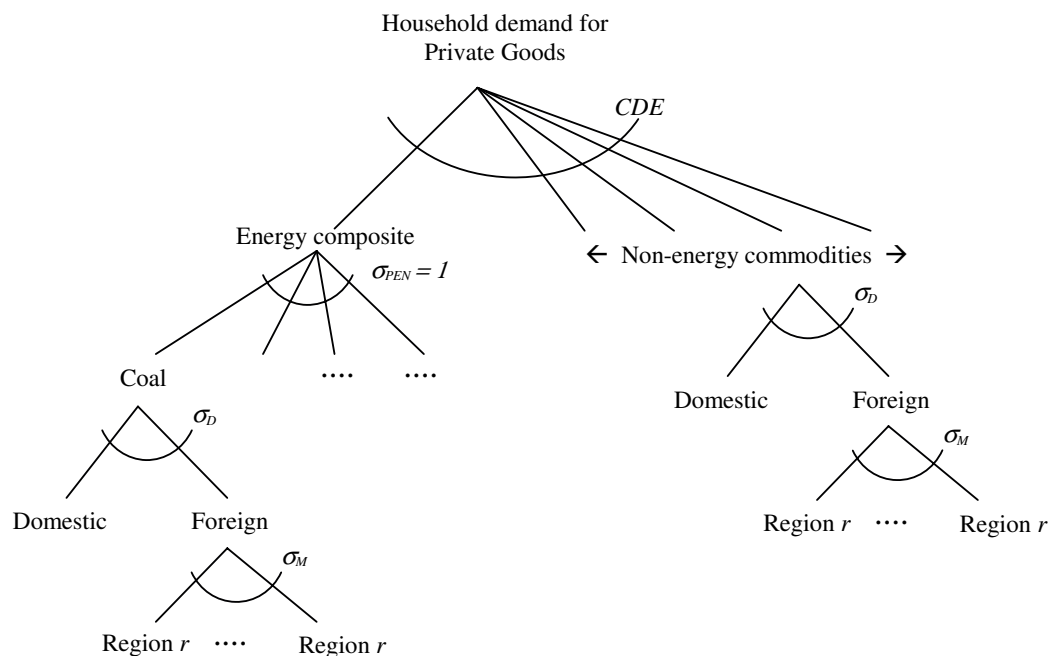 Household demand for
Private Goods
CDE
Energy composite
σPEN = 1
← Non-energy commodities →
σD
Coal
....
....
Domestic
Foreign
σD
σM
Domestic
Foreign
Region r
....
Region r
σM
Region r
....
Region r